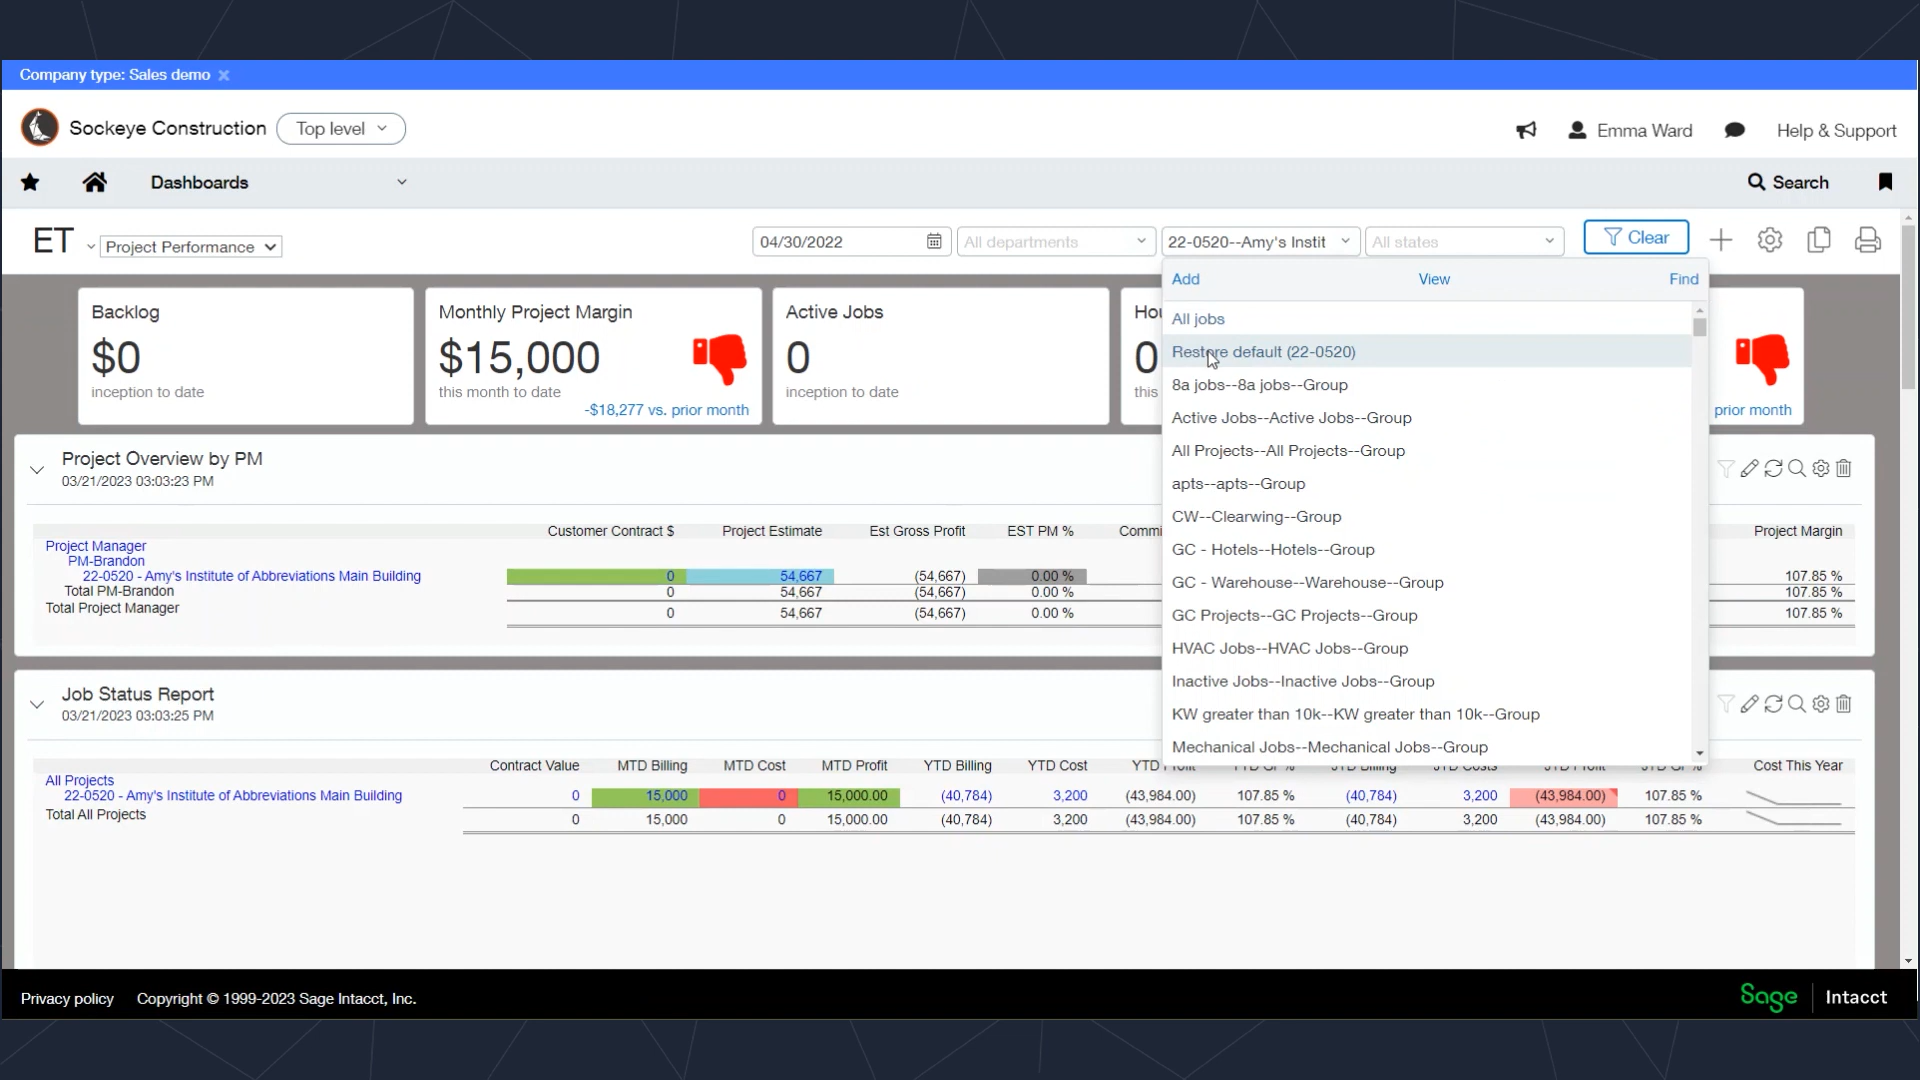 Company type: Sales demo ×
Sockeye Construction
Top level
Emma Ward
Help & Support
Dashboards
Search
ET
Project Performance
04/30/2022
All departments
22-0520--Amy's Instit
All states
Clear
Add
View
Find
All jobs
Restore default (22-0520)
8a jobs--8a jobs--Group
Active Jobs--Active Jobs--Group
All Projects--All Projects--Group
apts--apts--Group
CW--Clearwing--Group
GC - Hotels--Hotels--Group
GC - Warehouse--Warehouse--Group
GC Projects--GC Projects--Group
HVAC Jobs--HVAC Jobs--Group
Inactive Jobs--Inactive Jobs--Group
KW greater than 10k--KW greater than 10k--Group
Mechanical Jobs--Mechanical Jobs--Group
Backlog
$0
inception to date
Monthly Project Margin
$15,000
this month to date
-$18,277 vs. prior month
Active Jobs
0
inception to date
0
this
prior month
Project Overview by PM
03/21/2023 03:03:23 PM
Customer Contract $ Project Estimate Est Gross Profit EST PM % Project Margin
Project Manager
PM-Brandon
22-0520 - Amy's Institute of Abbreviations Main Building 0 54,667 (54,667) 0.00 % 107.85 %
Total PM-Brandon 0 54,667 (54,667) 0.00 % 107.85 %
Total Project Manager 0 54,667 (54,667) 0.00 % 107.85 %
Job Status Report
03/21/2023 03:03:25 PM
Contract Value MTD Billing MTD Cost MTD Profit YTD Billing YTD Cost Cost This Year
All Projects
22-0520 - Amy's Institute of Abbreviations Main Building 0 15,000 0 15,000.00 (40,784) 3,200 (43,984.00) 107.85 % (40,784) 3,200 (43,984.00) 107.85 %
Total All Projects 0 15,000 0 15,000.00 (40,784) 3,200 (43,984.00) 107.85 % (40,784) 3,200 (43,984.00) 107.85 %
Privacy policy
Copyright © 1999-2023 Sage Intacct, Inc.
Sage
Intacct